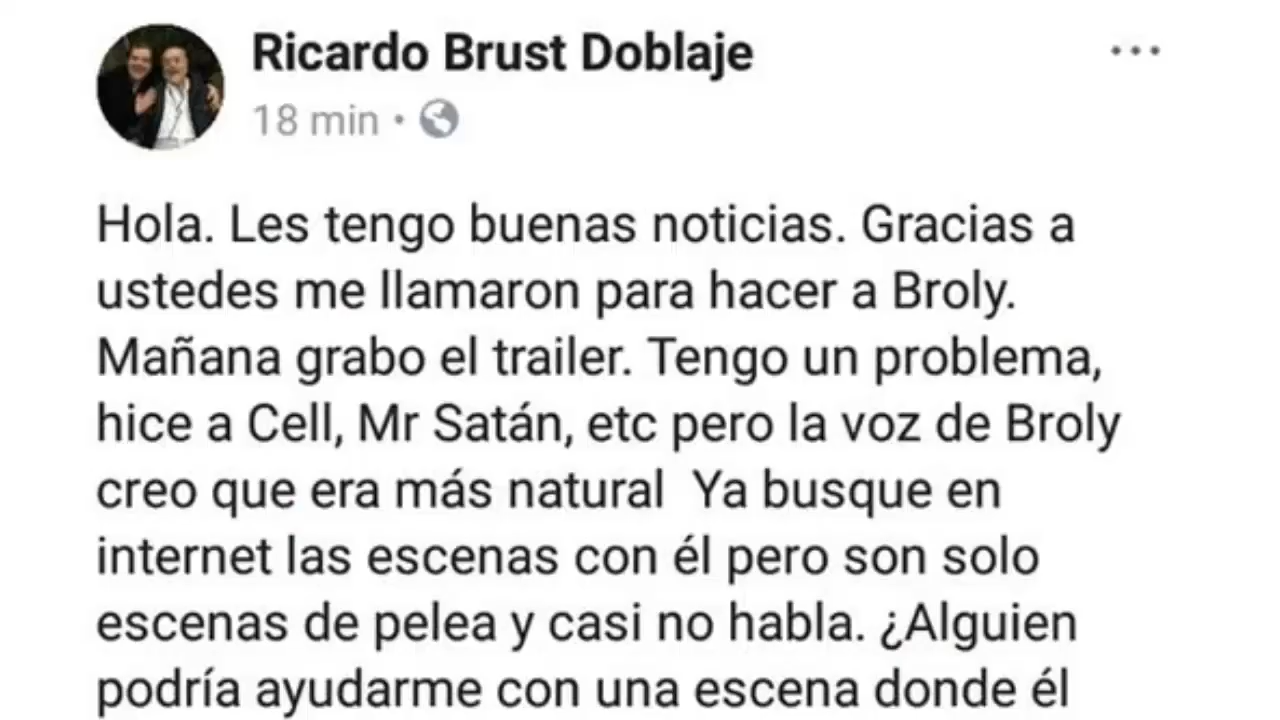 Ricardo Brust Doblaje
18 min •
Hola. Les tengo buenas noticias. Gracias a
ustedes me llamaron para hacer a Broly.
Mañana grabo el trailer. Tengo un problema,
hice a Cell, Mr Satán, etc pero la voz de Broly
creo que era más natural  Ya busque en
internet las escenas con él pero son solo
escenas de pelea y casi no habla. ¿Alguien
podría ayudarme con una escena donde él